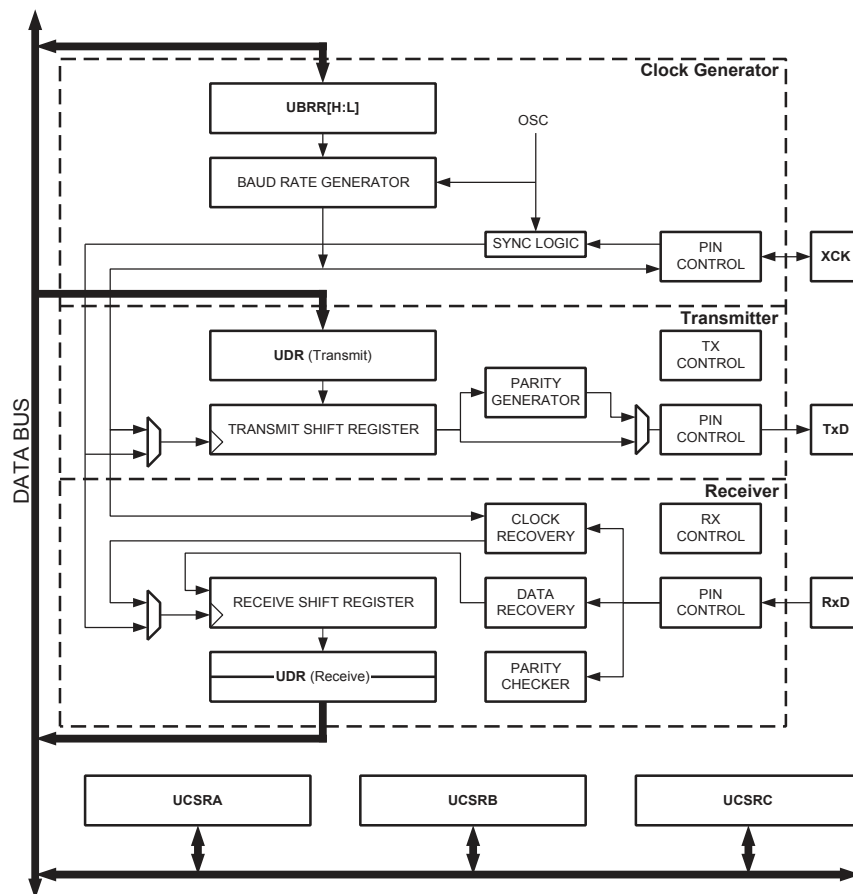 Clock Generator
UBRR[H:L]
OSC
BAUD RATE GENERATOR
SYNC LOGIC
PIN
CONTROL
XCK
Transmitter
UDR (Transmit)
TX
CONTROL
PARITY
GENERATOR
TRANSMIT SHIFT REGISTER
PIN
CONTROL
TxD
DATA BUS
Receiver
CLOCK
RECOVERY
RX
CONTROL
RECEIVE SHIFT REGISTER
DATA
RECOVERY
PIN
CONTROL
RxD
UDR (Receive)
PARITY
CHECKER
UCSRA
UCSRB
UCSRC